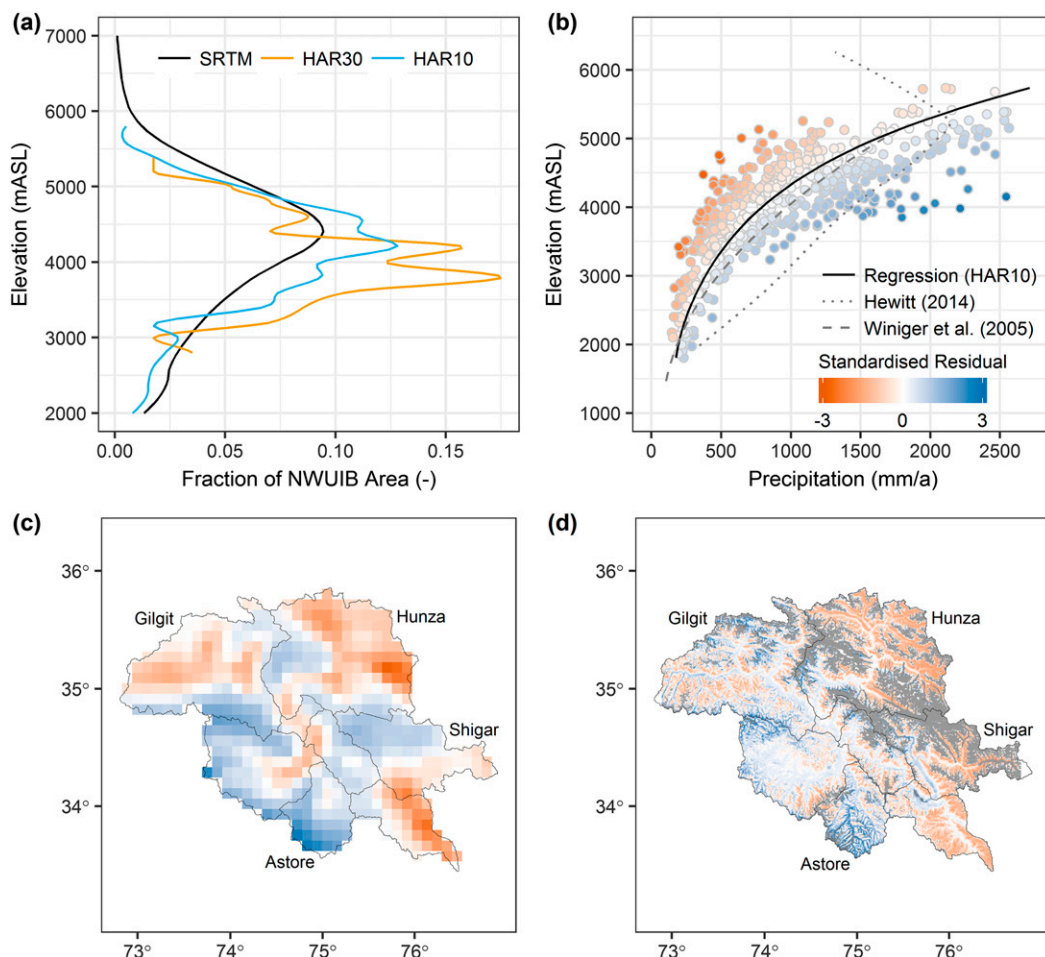 (a)
7000
6000
5000
4000
3000
2000
Elevation (mASL)
SRTM HAR30 HAR10
0.00 0.05 0.10 0.15
Fraction of NWUIB Area (-)
(b)
6000
5000
4000
3000
2000
1000
Elevation (mASL)
Regression (HAR10)
Hewitt (2014)
Winiger et al. (2005)
Standardised Residual
-3 0 3
0 500 1000 1500 2000 2500
Precipitation (mm/a)
(c)
36°
35°
34°
Gilgit
Hunza
Shigar
Astore
73° 74° 75° 76°
(d)
36°
35°
34°
Gilgit
Hunza
Shigar
Astore
73° 74° 75° 76°